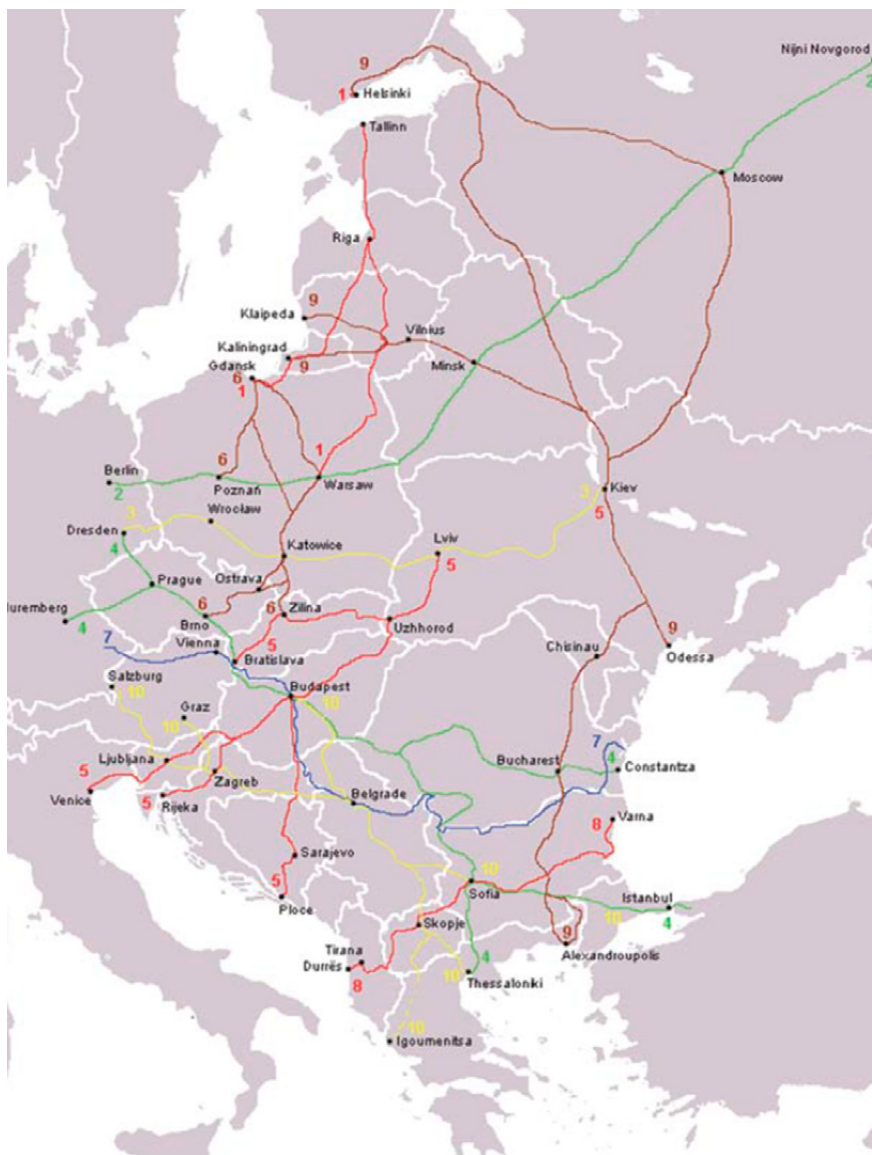 Nijni Novgorod
9
2
1
Helsinki
Tallinn
Moscow
Riga
9
Klaipeda
Vilnius
Kaliningrad
9
Minsk
Gdansk
6
1
6
1
Berlin
2
Poznań
Warsaw
3
Kiev
5
3
Wrocław
Dresden
4
Katowice
Lviv
5
Prague
Ostrava
6
Brno
6
Zilina
Uzhhorod
4
5
9
Odessa
Chisinau
7
Vienna
Bratislava
Salzburg
10
Budapest
10
Graz
10
7
Ljubljana
Bucharest
4
Constantza
5
Zagreb
Venice
5
Rijeka
Belgrade
8
Varna
Sarajevo
5
Ploce
10
Sofia
Istanbul
10
4
Skopje
9
Alexandroupolis
Tirana
Durrës
8
4
10
Thessaloniki
10
Igoumenitsa